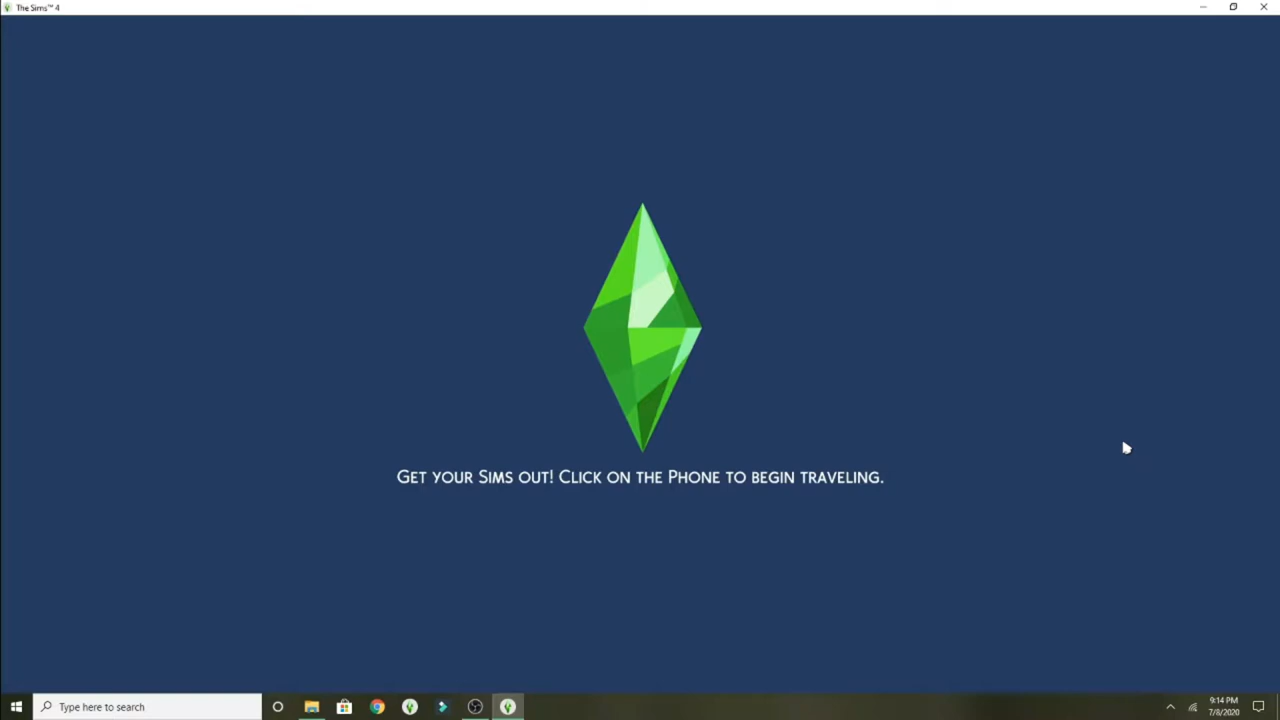 The Sims™ 4
Get your Sims out! Click on the Phone to begin traveling.
Type here to search
9:14 PM
7/8/2020